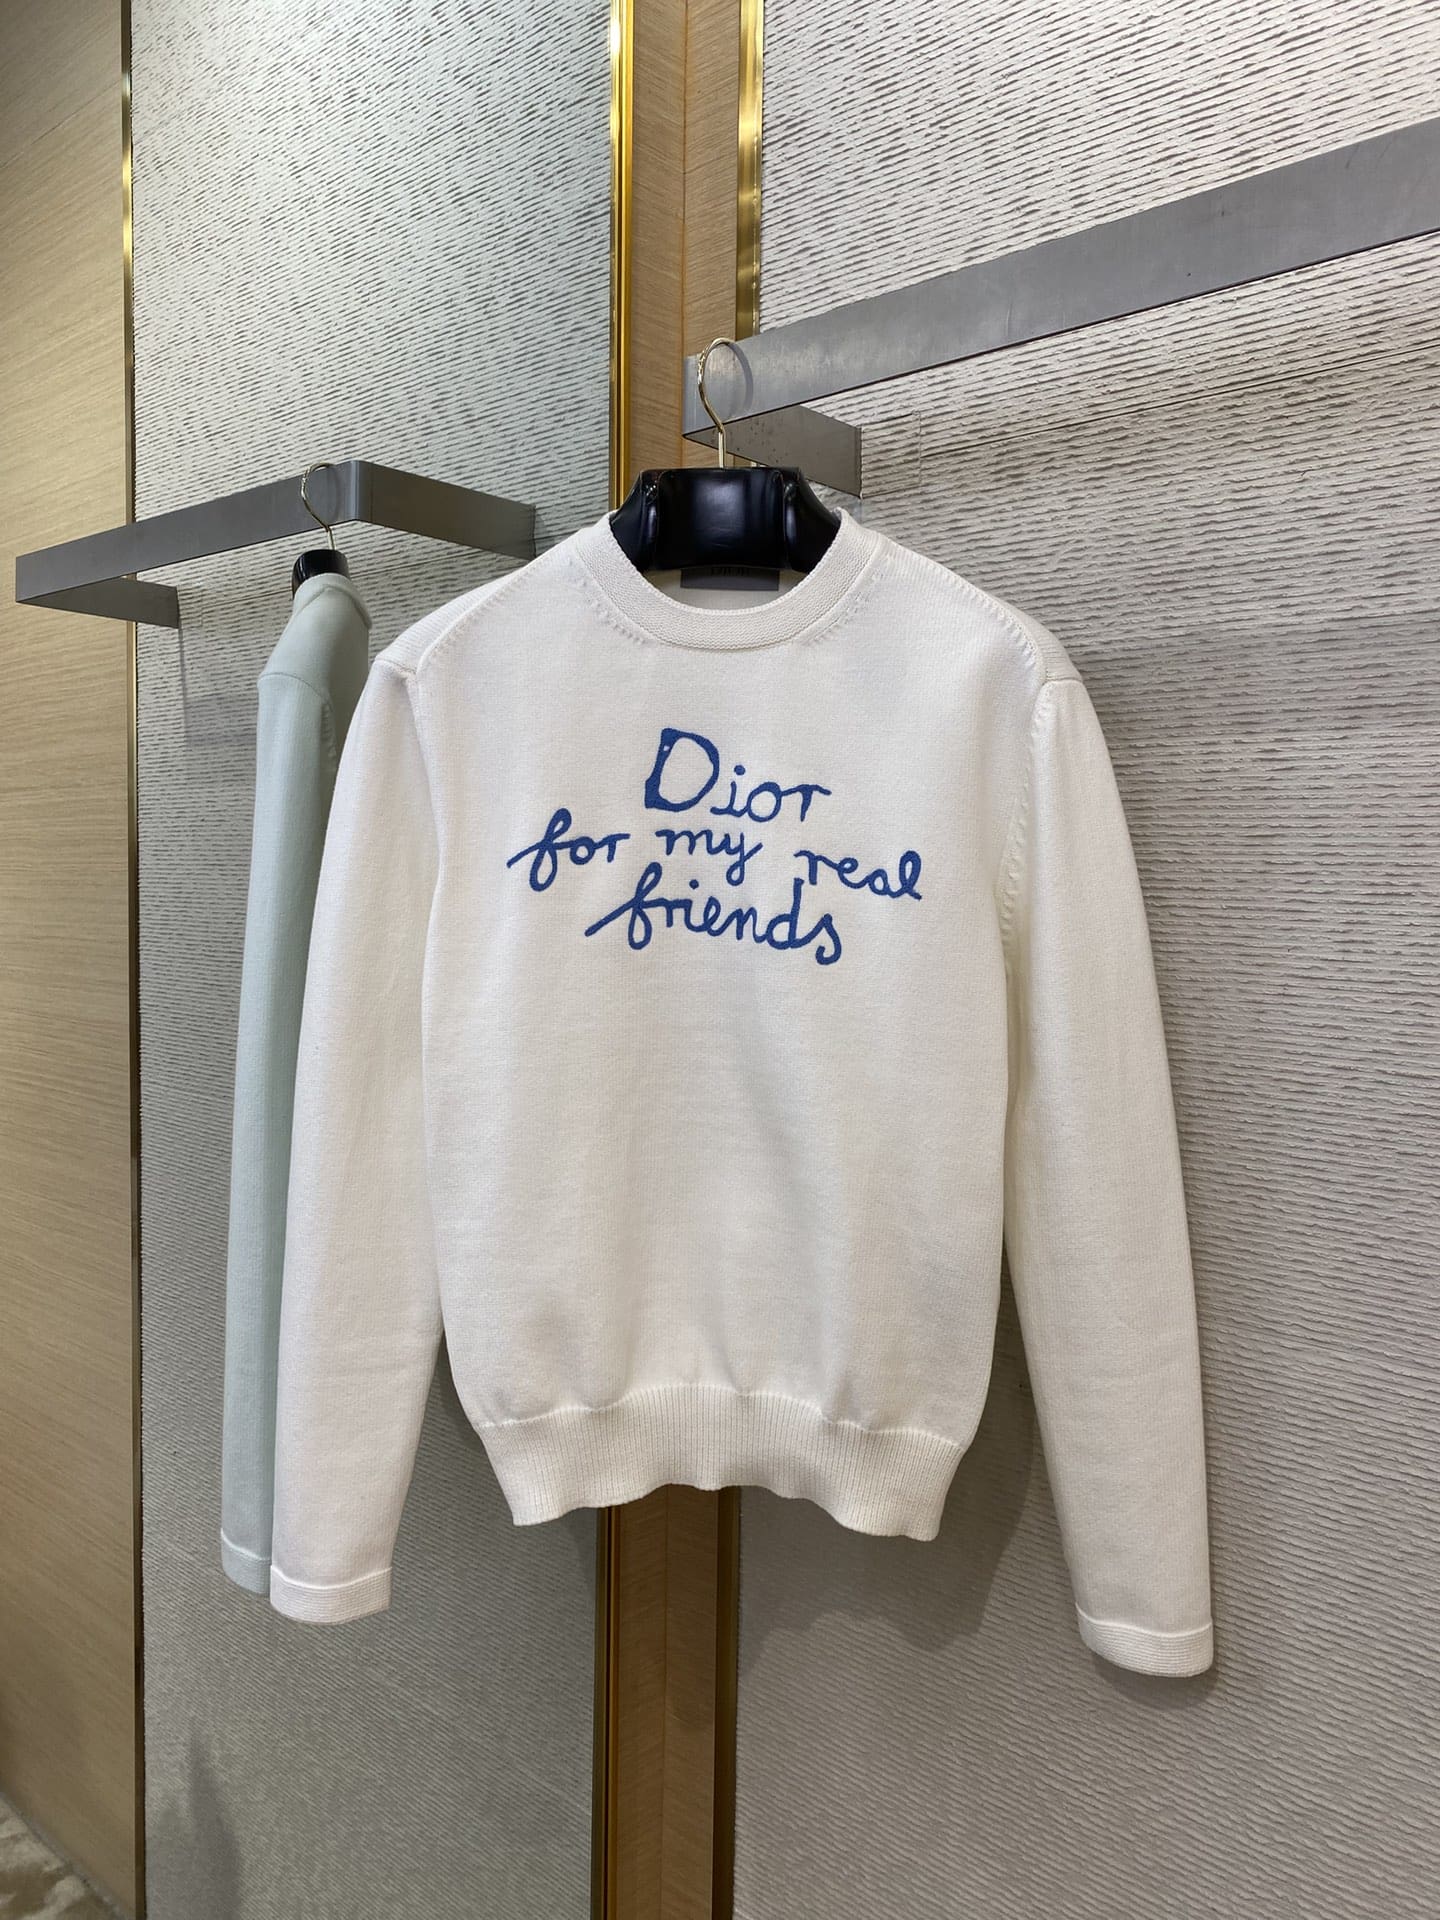 Dior
for my real
friends